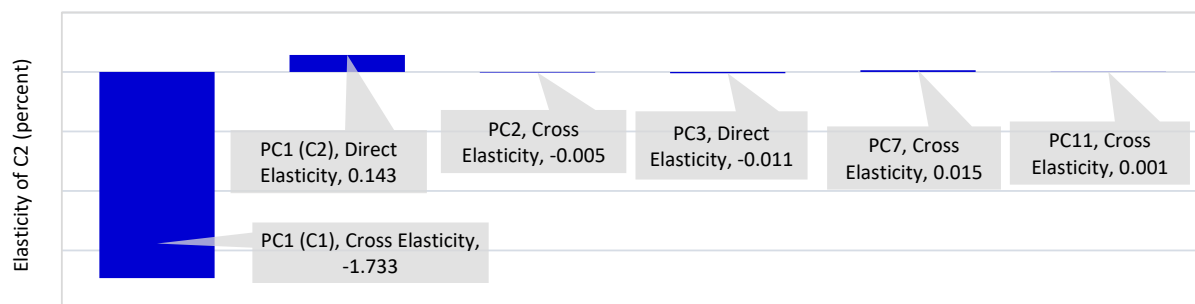 Elasticity of C2 (percent)
PC1 (C2), Direct
Elasticity, 0.143
PC2, Cross
Elasticity, -0.005
PC3, Direct
Elasticity, -0.011
PC7, Cross
Elasticity, 0.015
PC11, Cross
Elasticity, 0.001
PC1 (C1), Cross Elasticity,
-1.733